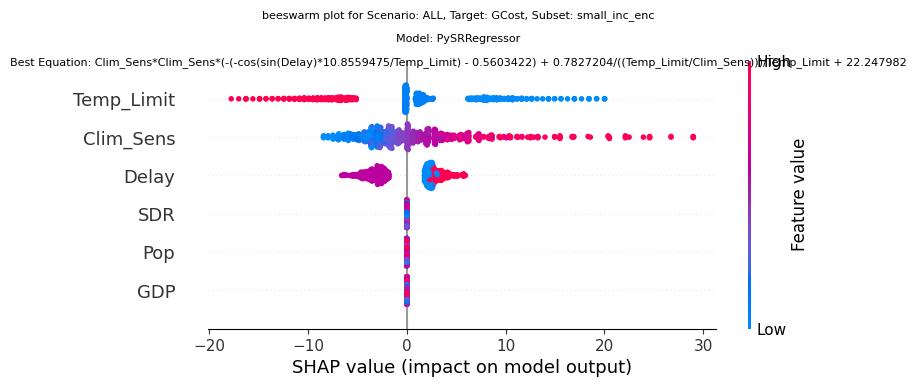 beeswarm plot for Scenario: ALL, Target: GCost, Subset: small_inc_enc
Model: PySRRegressor
Best Equation: Clim_Sens*Clim_Sens*(-(-cos(sin(Delay)*10.8559475/Temp_Limit) - 0.5603422) + 0.7827204/((Temp_Limit/Clim_Sens)))/Temp_Limit + 22.247982
High
Temp_Limit
Clim_Sens
Delay
SDR
Pop
GDP
Feature value
Low
−20 −10 0 10 20 30
SHAP value (impact on model output)